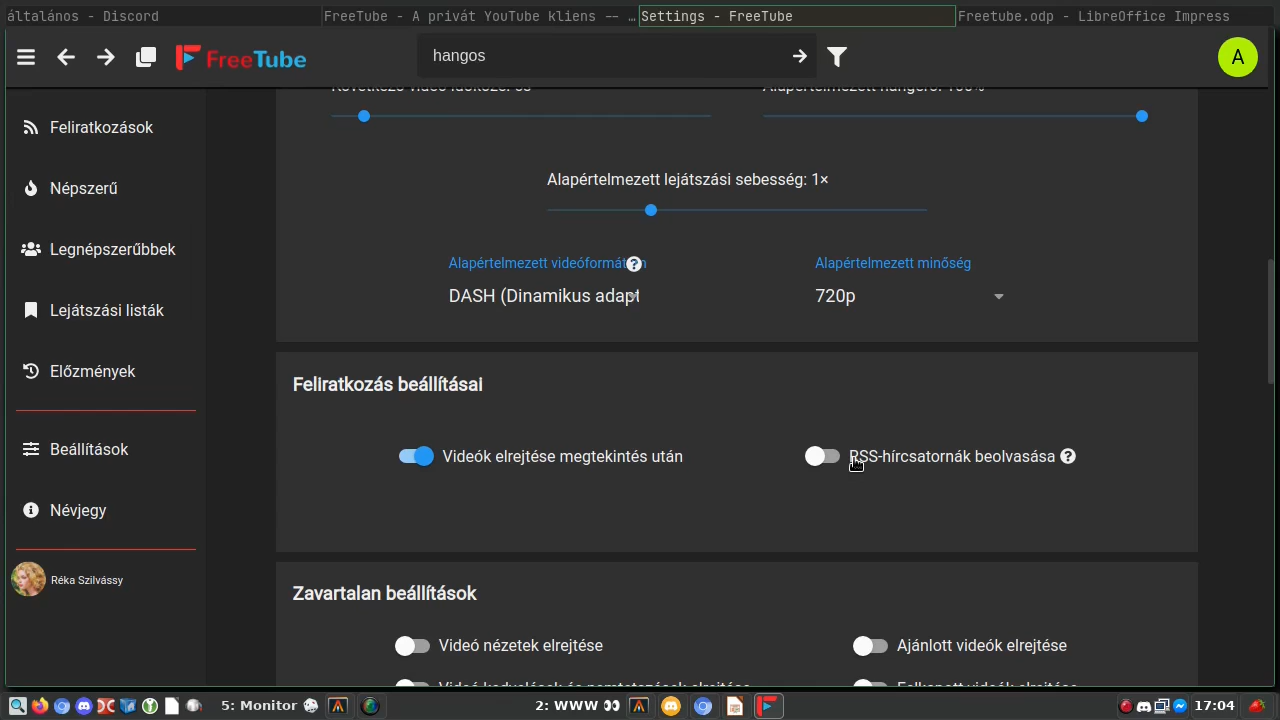 általános - Discord
FreeTube - A privát YouTube kliens -- …
Settings - FreeTube
Freetube.odp - LibreOffice Impress
FreeTube
hangos
A
Feliratkozások
Népszerű
Legnépszerűbbek
Lejátszási listák
Előzmények
Beállítások
Névjegy
Réka Szilvássy
Alapértelmezett lejátszási sebesség: 1×
Alapértelmezett videóformátum
DASH (Dinamikus adapt
Alapértelmezett minőség
720p
Feliratkozás beállításai
Videók elrejtése megtekintés után
RSS-hírcsatornák beolvasása
Zavartalan beállítások
Videó nézetek elrejtése
Ajánlott videók elrejtése
5: Monitor
2: WWW
17:04